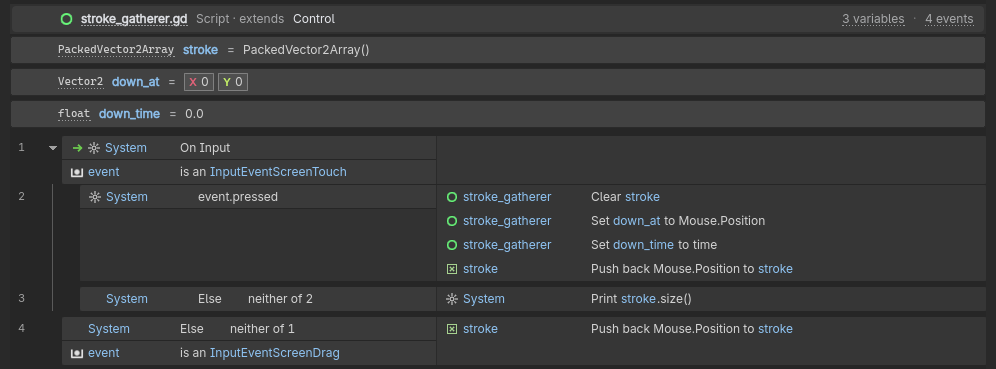 stroke_gatherer.gd Script · extends Control 3 variables · 4 events
PackedVector2Array stroke = PackedVector2Array()
Vector2 down_at = X 0 Y 0
float down_time = 0.0
1 System On Input
event is an InputEventScreenTouch
2 System event.pressed stroke_gatherer Clear stroke
stroke_gatherer Set down_at to Mouse.Position
stroke_gatherer Set down_time to time
stroke Push back Mouse.Position to stroke
3 System Else neither of 2 System Print stroke.size()
4 System Else neither of 1 stroke Push back Mouse.Position to stroke
event is an InputEventScreenDrag